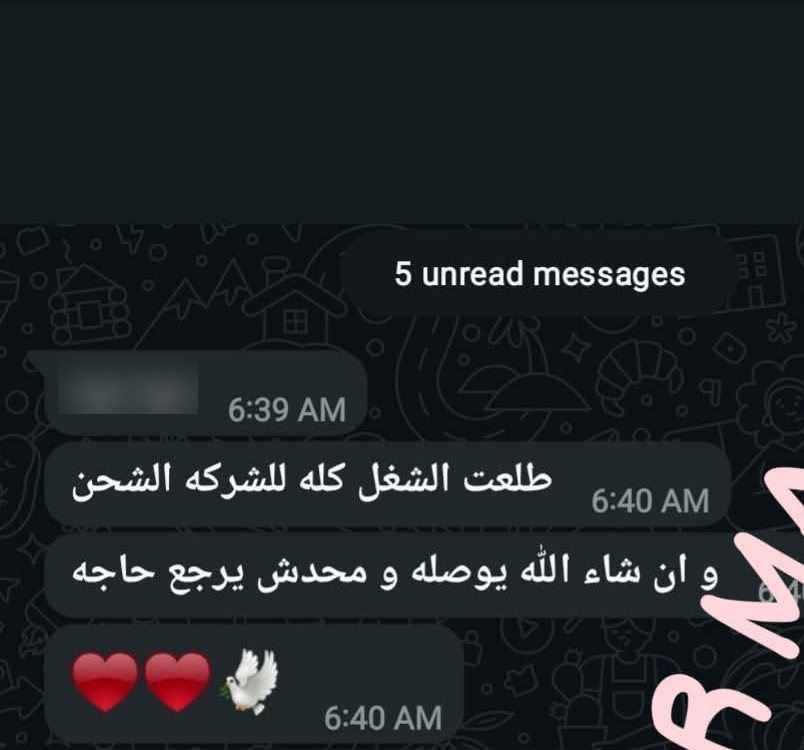 5 unread messages
6:39 AM
طلعت الشغل كله للشركه الشحن
6:40 AM
و ان شاء الله يوصله و محدش يرجع حاجه
❤️❤️🕊️
6:40 AM